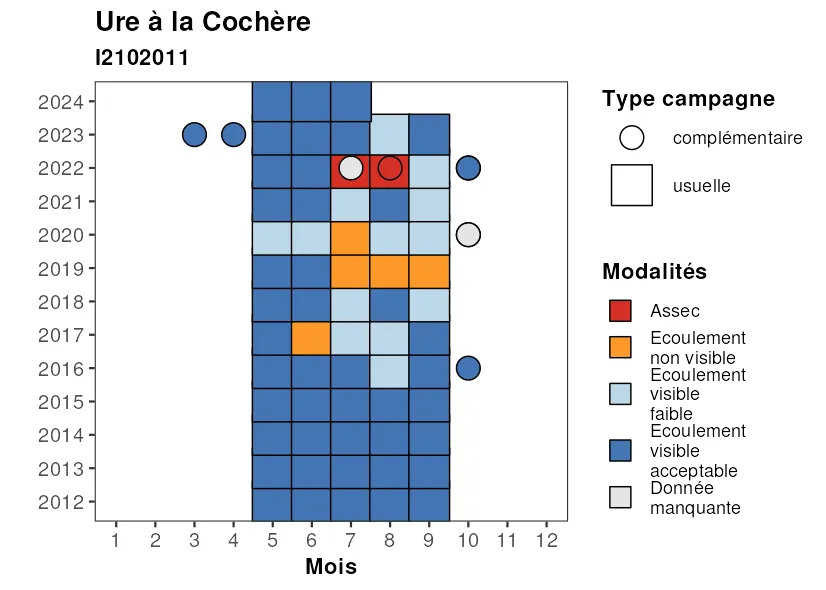 Ure à la Cochère
I2102011
2024
2023
2022
2021
2020
2019
2018
2017
2016
2015
2014
2013
2012
1 2 3 4 5 6 7 8 9 10 11 12
Mois
Type campagne
complémentaire
usuelle
Modalités
Assec
Ecoulement
non visible
Ecoulement
visible
faible
Ecoulement
visible
acceptable
Donnée
manquante